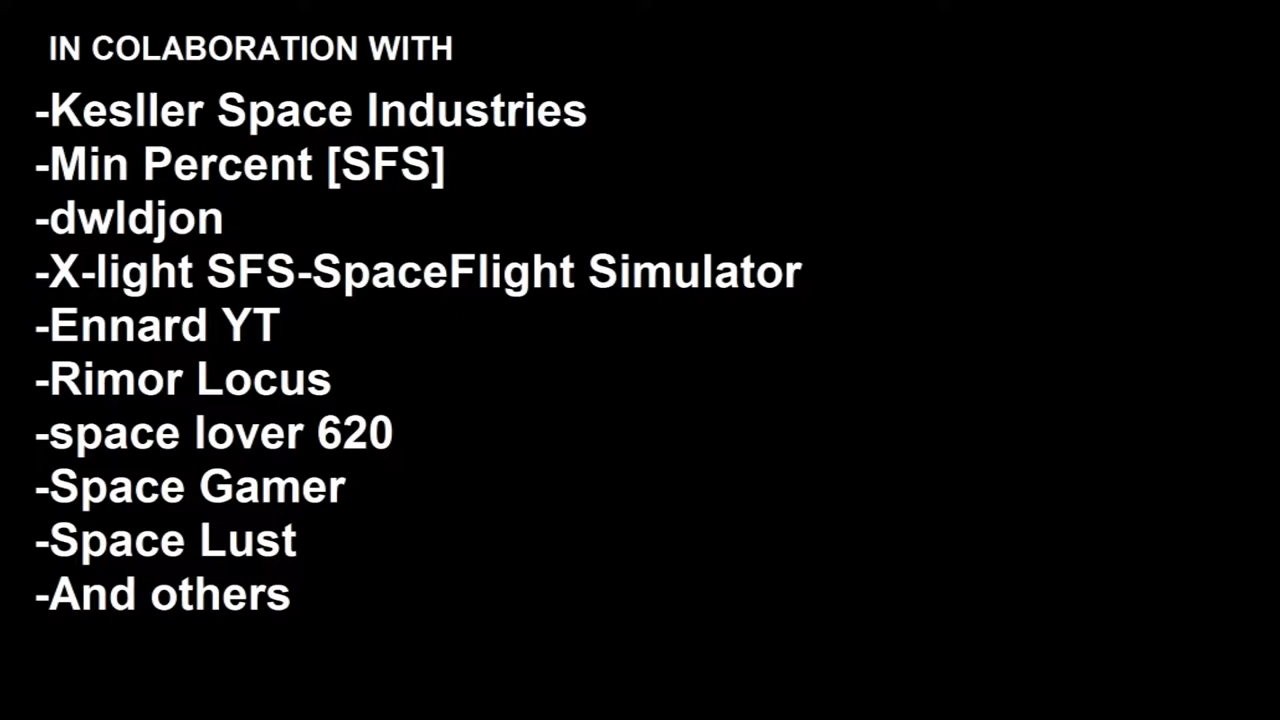 IN COLABORATION WITH
-Kesller Space Industries
-Min Percent [SFS]
-dwldjon
-X-light SFS-SpaceFlight Simulator
-Ennard YT
-Rimor Locus
-space lover 620
-Space Gamer
-Space Lust
-And others